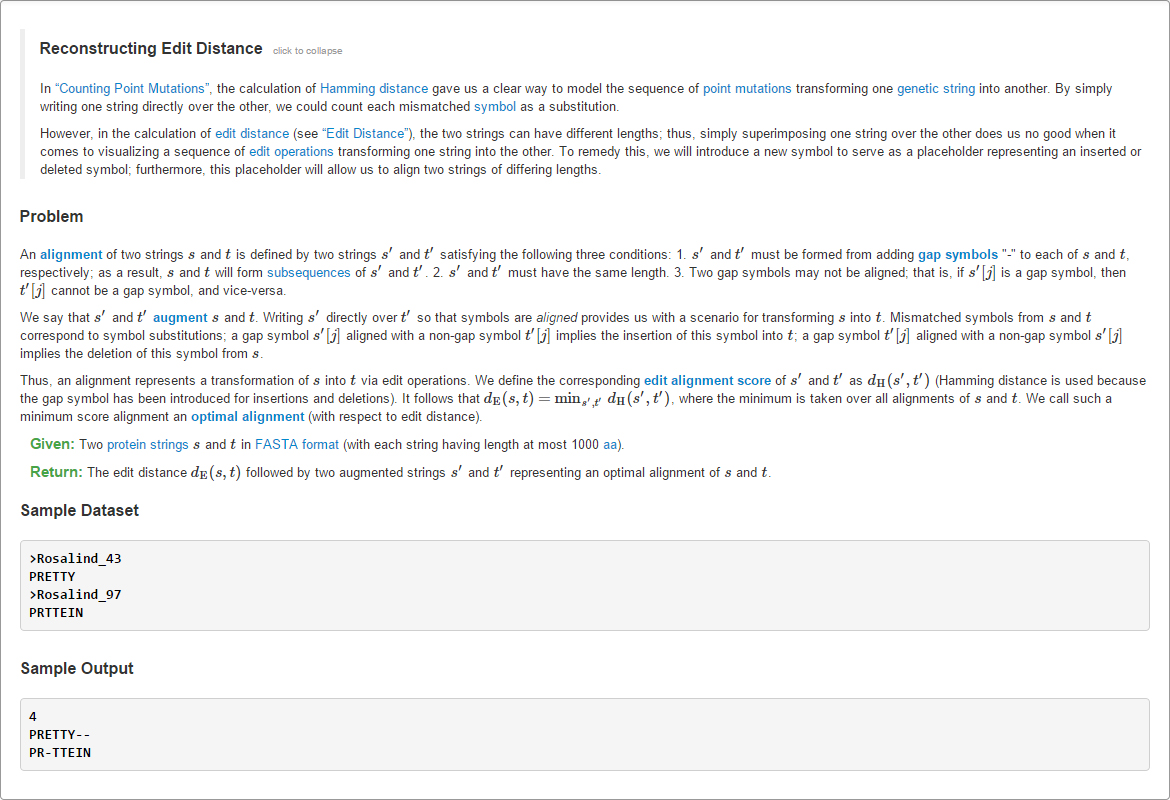 Reconstructing Edit Distance click to collapse
In “Counting Point Mutations”, the calculation of Hamming distance gave us a clear way to model the sequence of point mutations transforming one genetic string into another. By simply
writing one string directly over the other, we could count each mismatched symbol as a substitution.
However, in the calculation of edit distance (see “Edit Distance”), the two strings can have different lengths; thus, simply superimposing one string over the other does us no good when it
comes to visualizing a sequence of edit operations transforming one string into the other. To remedy this, we will introduce a new symbol to serve as a placeholder representing an inserted or
deleted symbol; furthermore, this placeholder will allow us to align two strings of differing lengths.
Problem
An alignment of two strings s and t is defined by two strings s′ and t′ satisfying the following three conditions: 1. s′ and t′ must be formed from adding gap symbols "-" to each of s and t,
respectively; as a result, s and t will form subsequences of s′ and t′. 2. s′ and t′ must have the same length. 3. Two gap symbols may not be aligned; that is, if s′[j] is a gap symbol, then
t′[j] cannot be a gap symbol, and vice-versa.
We say that s′ and t′ augment s and t. Writing s′ directly over t′ so that symbols are aligned provides us with a scenario for transforming s into t. Mismatched symbols from s and t
correspond to symbol substitutions; a gap symbol s′[j] aligned with a non-gap symbol t′[j] implies the insertion of this symbol into t; a gap symbol t′[j] aligned with a non-gap symbol s′[j]
implies the deletion of this symbol from s.
Thus, an alignment represents a transformation of s into t via edit operations. We define the corresponding edit alignment score of s′ and t′ as dH(s′, t′) (Hamming distance is used because
the gap symbol has been introduced for insertions and deletions). It follows that dE(s, t) = mins′,t′ dH(s′, t′), where the minimum is taken over all alignments of s and t. We call such a
minimum score alignment an optimal alignment (with respect to edit distance).
Given: Two protein strings s and t in FASTA format (with each string having length at most 1000 aa).
Return: The edit distance dE(s, t) followed by two augmented strings s′ and t′ representing an optimal alignment of s and t.
Sample Dataset
>Rosalind_43
PRETTY
>Rosalind_97
PRTTEIN
Sample Output
4
PRETTY--
PR-TTEIN